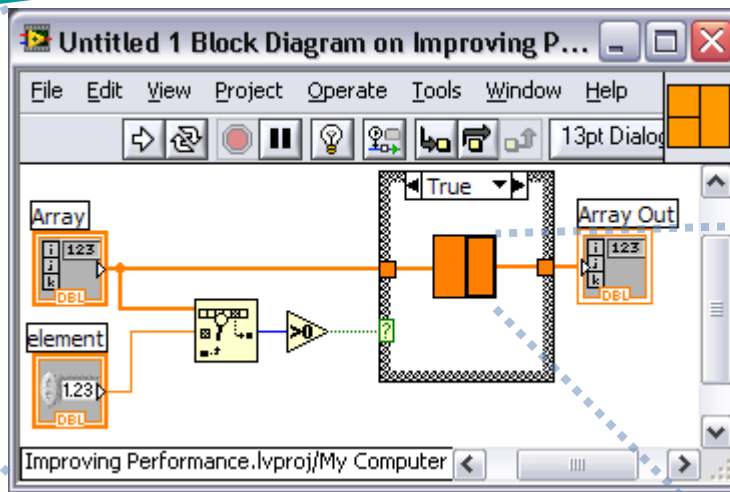 Untitled 1 Block Diagram on Improving P...
File Edit View Project Operate Tools Window Help
13pt Dialog
True
Array
Array Out
i 123
j
k
DBL
i 123
j
k
DBL
>0
?
element
1.23
DBL
Improving Performance.lvproj/My Computer